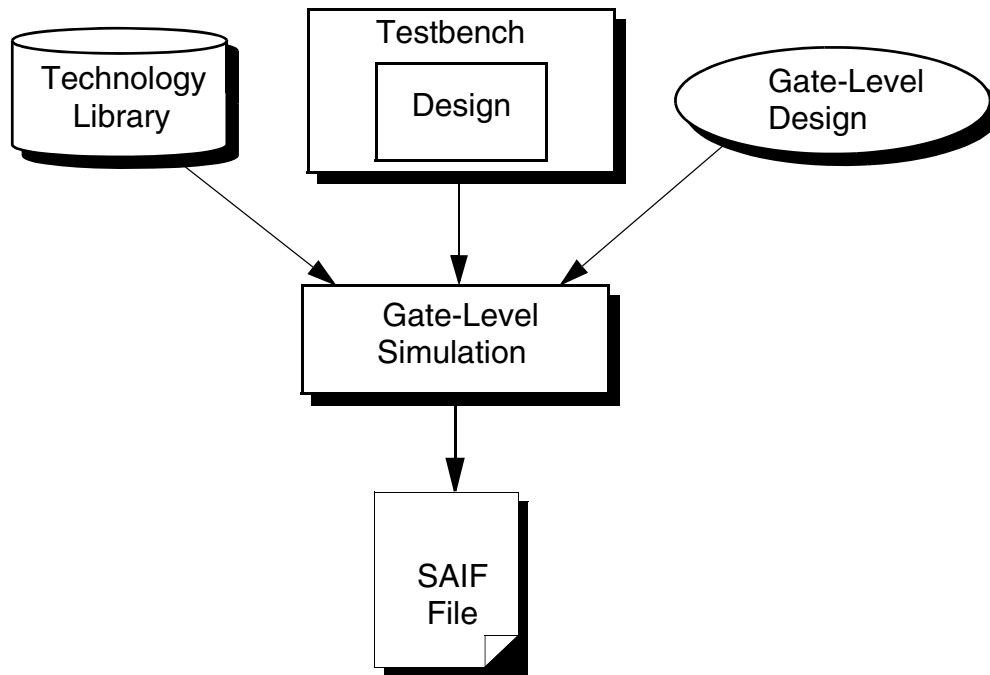 Technology
Library
Testbench
Design
Gate-Level
Design
Gate-Level
Simulation
SAIF
File